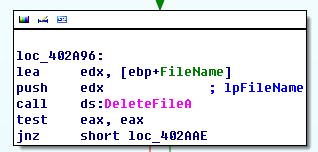 loc_402A96:
lea     edx, [ebp+FileName]
push    edx             ; lpFileName
call    ds:DeleteFileA
test    eax, eax
jnz     short loc_402AAE